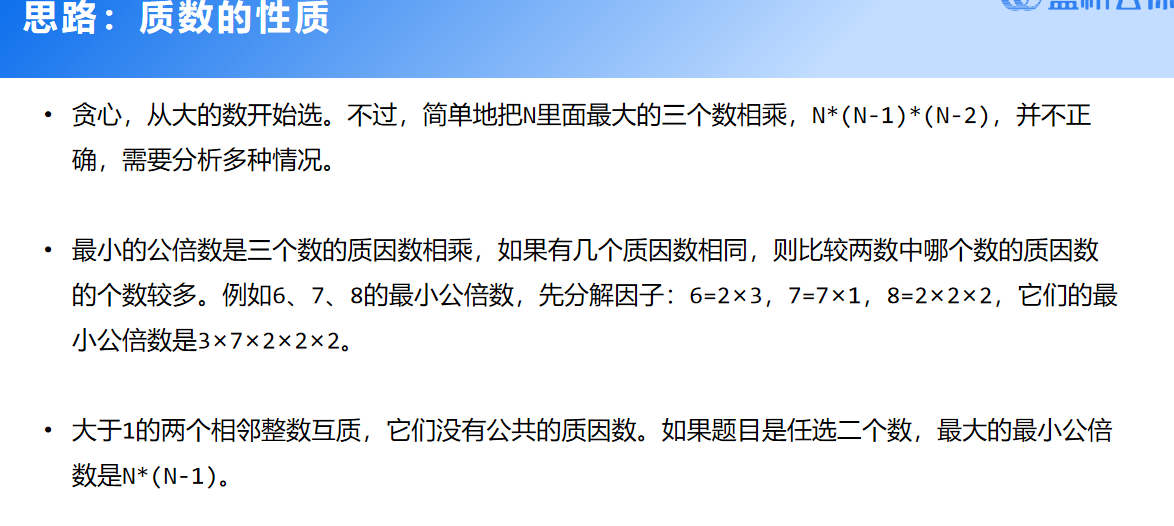 思路：质数的性质
• 贪心，从大的数开始选。不过，简单地把N里面最大的三个数相乘，N*(N-1)*(N-2)，并不正
确，需要分析多种情况。
• 最小的公倍数是三个数的质因数相乘，如果有几个质因数相同，则比较两数中哪个数的质因数
的个数较多。例如6、7、8的最小公倍数，先分解因子：6=2×3，7=7×1，8=2×2×2，它们的最
小公倍数是3×7×2×2×2。
• 大于1的两个相邻整数互质，它们没有公共的质因数。如果题目是任选二个数，最大的最小公倍
数是N*(N-1)。